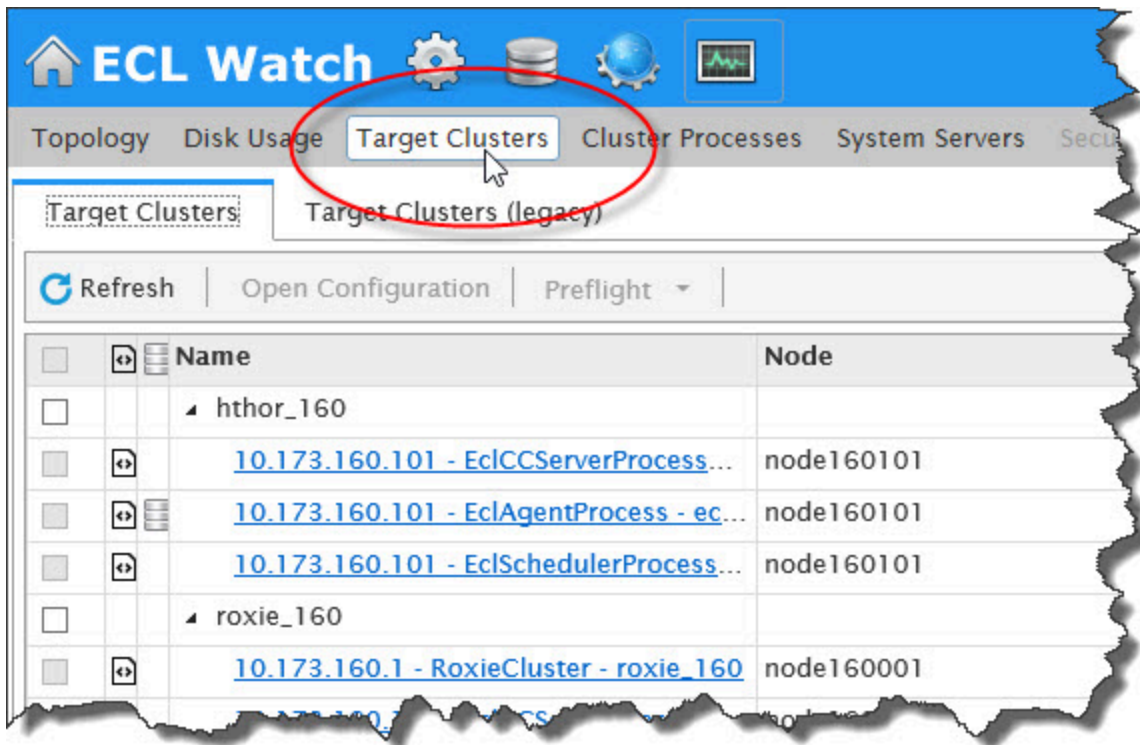 ECL Watch
Topology Disk Usage Target Clusters Cluster Processes System Servers
Target Clusters Target Clusters (legacy)
Refresh Open Configuration Preflight
Name Node
hthor_160
10.173.160.101 - EclCCServerProcess... node160101
10.173.160.101 - EclAgentProcess - ec... node160101
10.173.160.101 - EclSchedulerProcess... node160101
roxie_160
10.173.160.1 - RoxieCluster - roxie_160 node160001